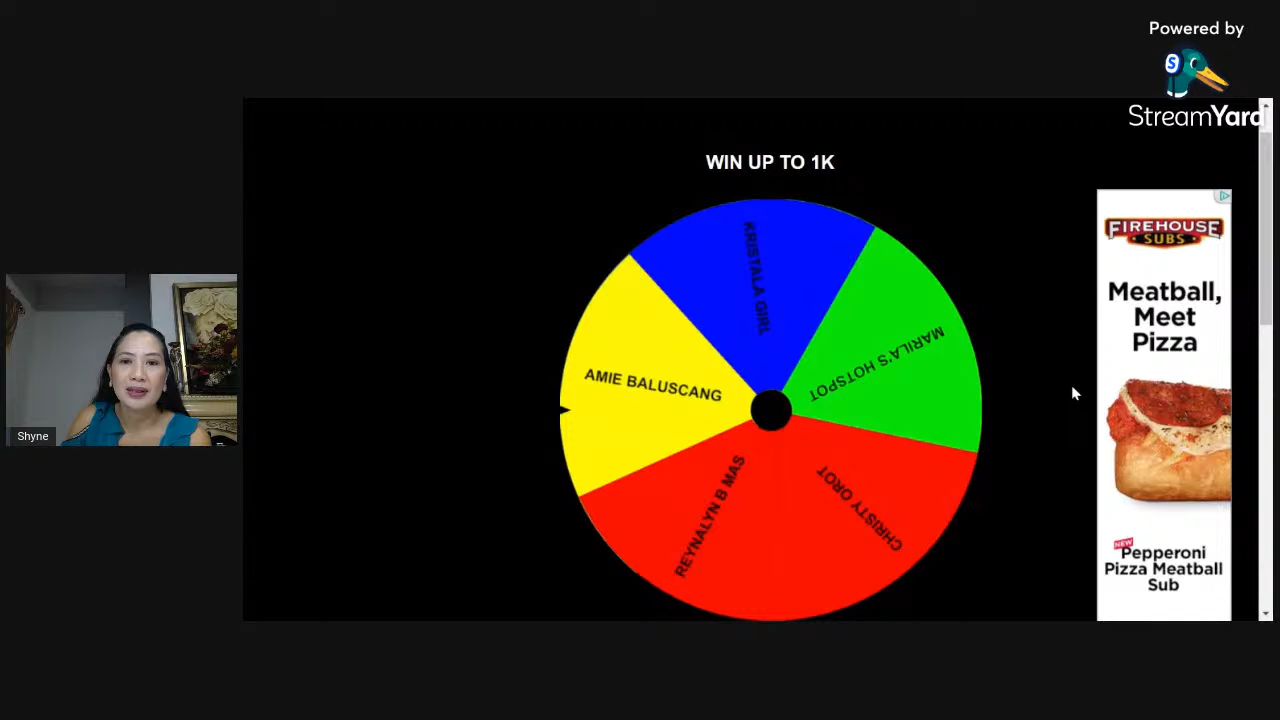 Powered by
S
StreamYard
WIN UP TO 1K
KRISTALA GIRL
MARILA'S HOTSPOT
AMIE BALUSCANG
REYNALYN B MAS
CHRISTY OROT
Shyne
FIREHOUSE
SUBS
Meatball,
Meet
Pizza
NEW
Pepperoni
Pizza Meatball
Sub